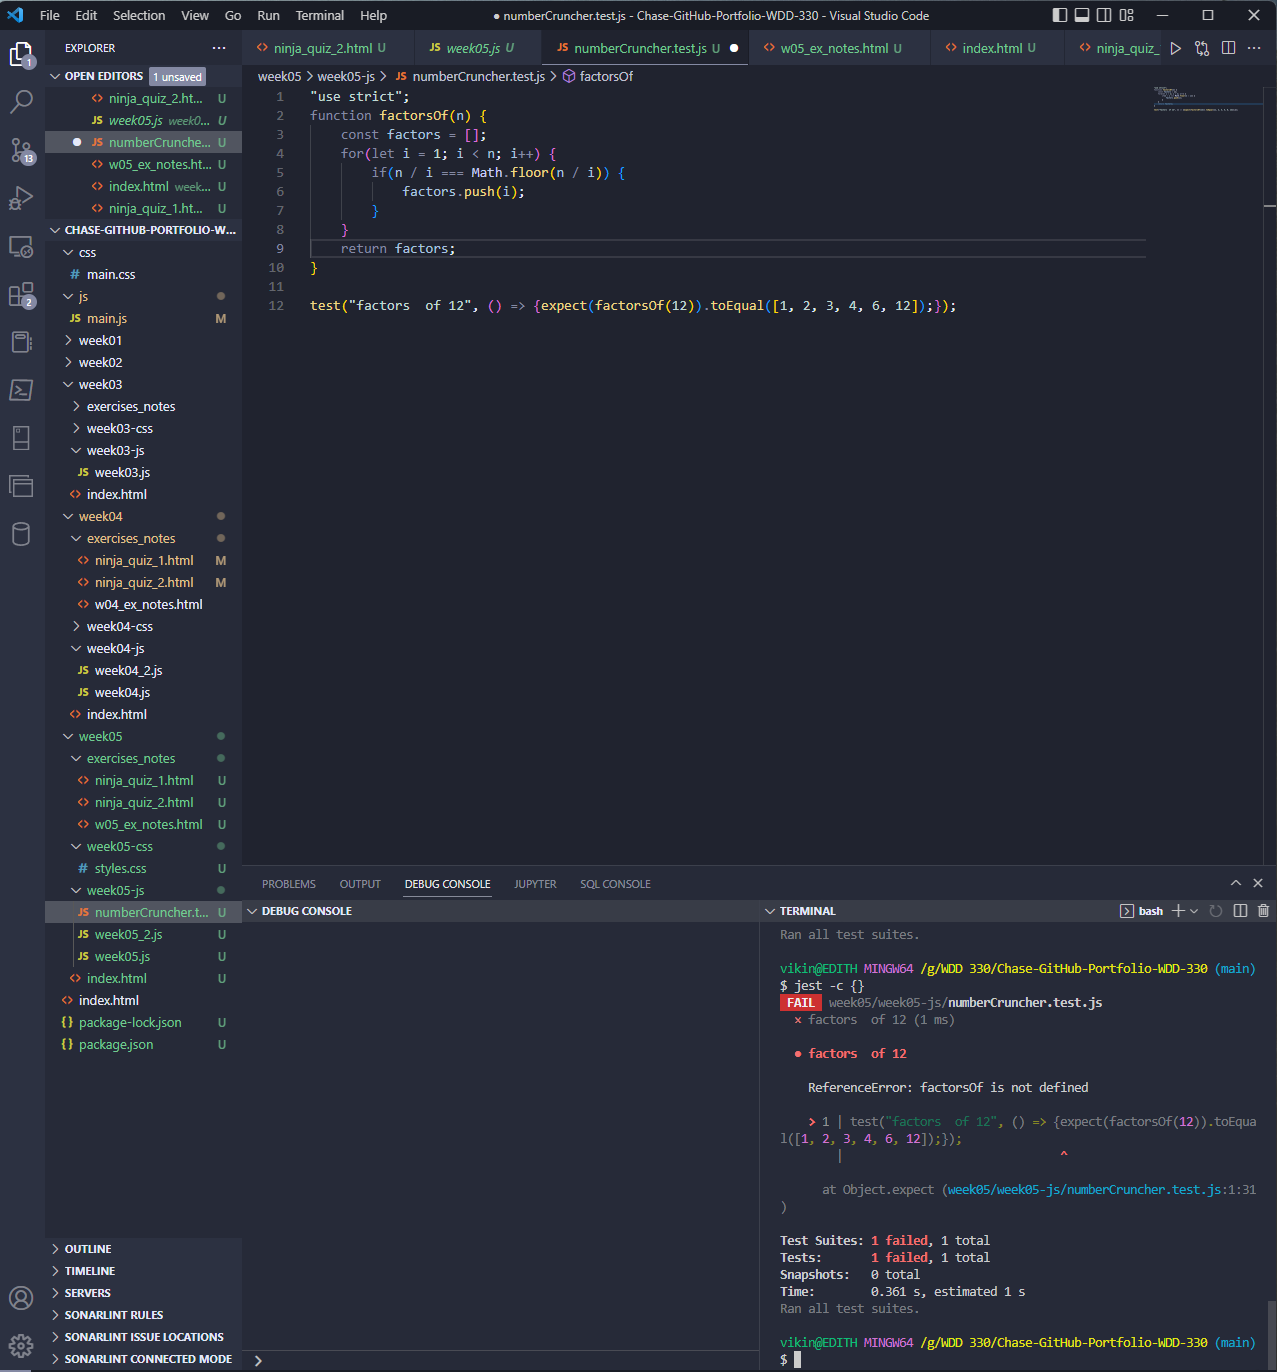 File Edit Selection View Go Run Terminal Help
● numberCruncher.test.js - Chase-GitHub-Portfolio-WDD-330 - Visual Studio Code
EXPLORER
OPEN EDITORS 1 unsaved
ninja_quiz_2.ht... U
week05.js week0... U
numberCrunche... U
w05_ex_notes.ht... U
index.html week... U
ninja_quiz_1.ht... U
CHASE-GITHUB-PORTFOLIO-W...
css
main.css
js
main.js M
week01
week02
week03
exercises_notes
week03-css
week03-js
week03.js
index.html
week04
exercises_notes
ninja_quiz_1.html M
ninja_quiz_2.html M
w04_ex_notes.html
week04-css
week04-js
week04_2.js
week04.js
index.html
week05
exercises_notes
ninja_quiz_1.html U
ninja_quiz_2.html U
w05_ex_notes.html U
week05-css
styles.css U
week05-js
numberCruncher.t... U
week05_2.js U
week05.js U
index.html U
index.html
package-lock.json U
package.json U
OUTLINE
TIMELINE
SERVERS
SONARLINT RULES
SONARLINT ISSUE LOCATIONS
SONARLINT CONNECTED MODE
1
13
2
ninja_quiz_2.html U
week05.js U
numberCruncher.test.js U
w05_ex_notes.html U
index.html U
ninja_quiz_
week05 > week05-js > JS numberCruncher.test.js > factorsOf
1 "use strict";
2 function factorsOf(n) {
3 const factors = [];
4 for(let i = 1; i < n; i++) {
5 if(n / i === Math.floor(n / i)) {
6 factors.push(i);
7 }
8 }
9 return factors;
10 }
11
12 test("factors  of 12", () => {expect(factorsOf(12)).toEqual([1, 2, 3, 4, 6, 12]);});
PROBLEMS OUTPUT DEBUG CONSOLE JUPYTER SQL CONSOLE
DEBUG CONSOLE
TERMINAL
bash
Ran all test suites.
vikin@EDITH MINGW64 /g/WDD 330/Chase-GitHub-Portfolio-WDD-330 (main)
$ jest -c {}
FAIL week05/week05-js/numberCruncher.test.js
× factors  of 12 (1 ms)
● factors  of 12
ReferenceError: factorsOf is not defined
> 1 | test("factors  of 12", () => {expect(factorsOf(12)).toEqua
l([1, 2, 3, 4, 6, 12]);});
| ^
at Object.expect (week05/week05-js/numberCruncher.test.js:1:31
)
Test Suites: 1 failed, 1 total
Tests: 1 failed, 1 total
Snapshots: 0 total
Time: 0.361 s, estimated 1 s
Ran all test suites.
vikin@EDITH MINGW64 /g/WDD 330/Chase-GitHub-Portfolio-WDD-330 (main)
$